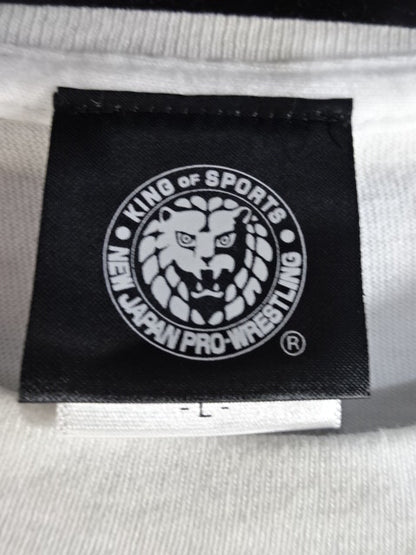 • KING OF SPORTS •
NEW JAPAN PRO-WRESTLING
®
-L-